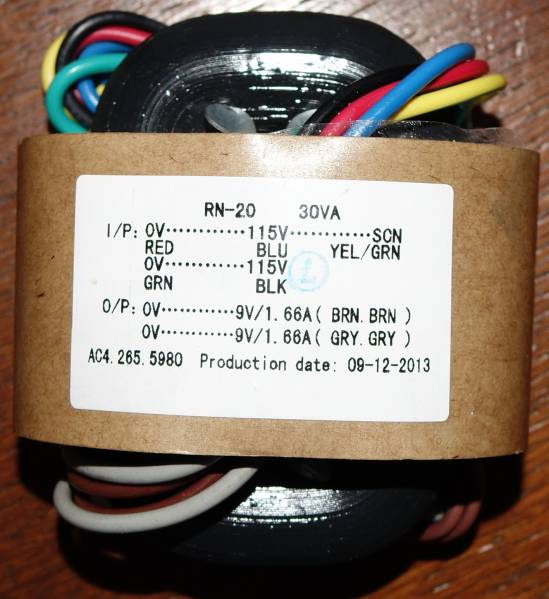 RN-20 30VA
I/P: 0V············115V············SCN
RED BLU YEL/GRN
0V············115V
GRN BLK
O/P: 0V············9V/1.66A( BRN.BRN )
0V············9V/1.66A( GRY.GRY )
AC4.265.5980 Production date: 09-12-2013